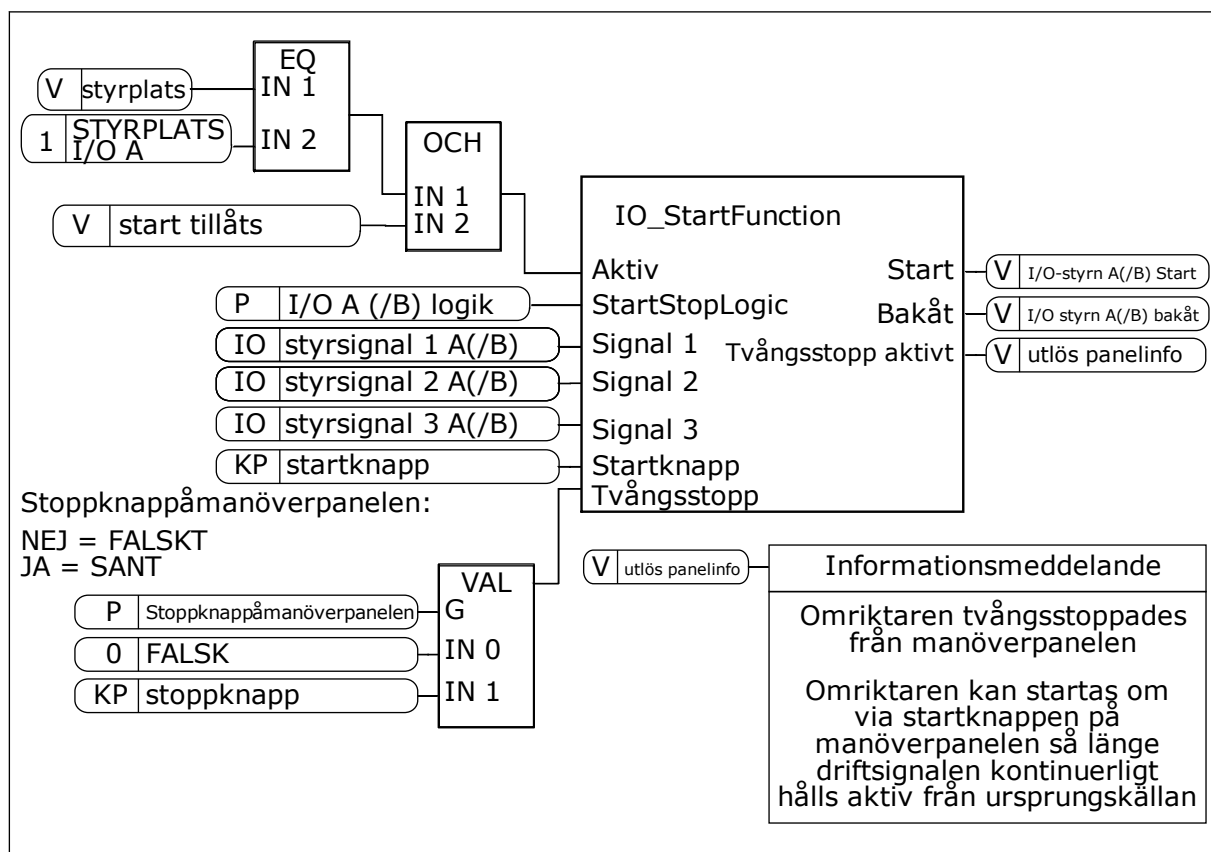 EQ
V styrplats
IN 1
1 STYRPLATS
I/O A
IN 2
OCH
IN 1
V start tillåts
IN 2
IO_StartFunction
Aktiv
Start
V I/O-styrn A(/B) Start
P I/O A (/B) logik
StartStopLogic
Bakåt
V I/O styrn A(/B) bakåt
IO styrsignal 1 A(/B)
Signal 1
Tvångsstopp aktivt
V utlös panelinfo
IO styrsignal 2 A(/B)
Signal 2
IO styrsignal 3 A(/B)
Signal 3
KP startknapp
Startknapp
Tvångsstopp
Stoppknappåmanöverpanelen:
NEJ = FALSKT
JA = SANT
VAL
P Stoppknappåmanöverpanelen
G
0 FALSK
IN 0
KP stoppknapp
IN 1
V utlös panelinfo
Informationsmeddelande
Omriktaren tvångsstoppades
från manöverpanelen
Omriktaren kan startas om
via startknappen på
manöverpanelen så länge
driftsignalen kontinuerligt
hålls aktiv från ursprungskällan